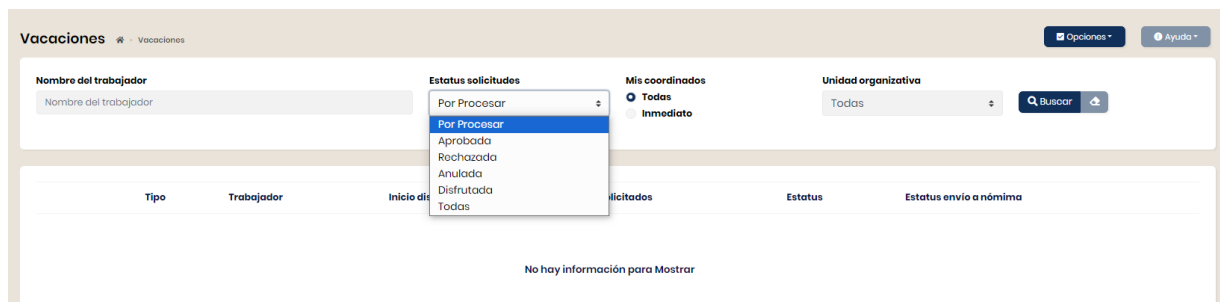 Vacaciones - Vacaciones
Opciones
Ayuda
Nombre del trabajador
Estatus solicitudes
Mis coordinados
Unidad organizativa
Nombre del trabajador
Por Procesar
Todas
Inmediato
Todas
Buscar
Por Procesar
Aprobada
Rechazada
Anulada
Disfrutada
Todas
Tipo
Trabajador
Inicio dis
licitados
Estatus
Estatus envío a nómima
No hay información para Mostrar